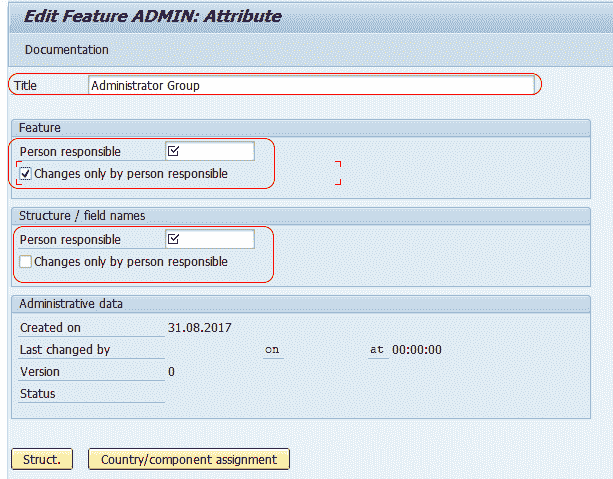 Edit Feature ADMIN: Attribute
Documentation
Title Administrator Group
Feature
Person responsible
Changes only by person responsible
Structure / field names
Person responsible
Changes only by person responsible
Administrative data
Created on 31.08.2017
Last changed by on at 00:00:00
Version 0
Status
Struct. Country/component assignment